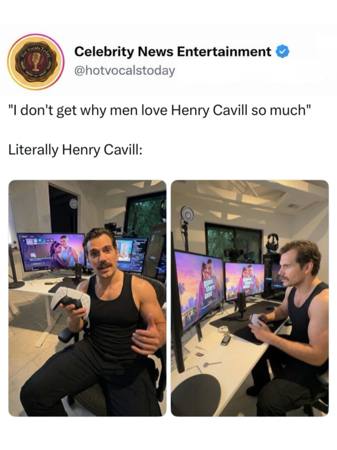 Celebrity News Entertainment
@hotvocalstoday
"I don't get why men love Henry Cavill so much"
Literally Henry Cavill: